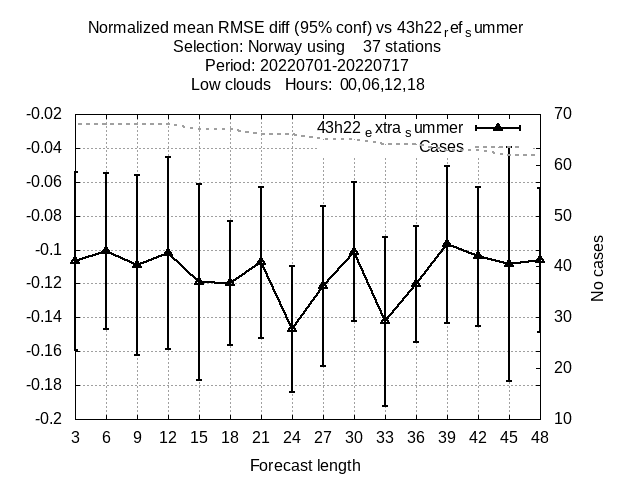 Normalized mean RMSE diff (95% conf) vs 43h22refsummer
Selection: Norway using 37 stations
Period: 20220701-20220717
Low clouds Hours: 00,06,12,18
43h22extrasummer
Cases
-0.02
-0.04
-0.06
-0.08
-0.1
-0.12
-0.14
-0.16
-0.18
-0.2
70
60
50
40
30
20
10
No cases
3 6 9 12 15 18 21 24 27 30 33 36 39 42 45 48
Forecast length